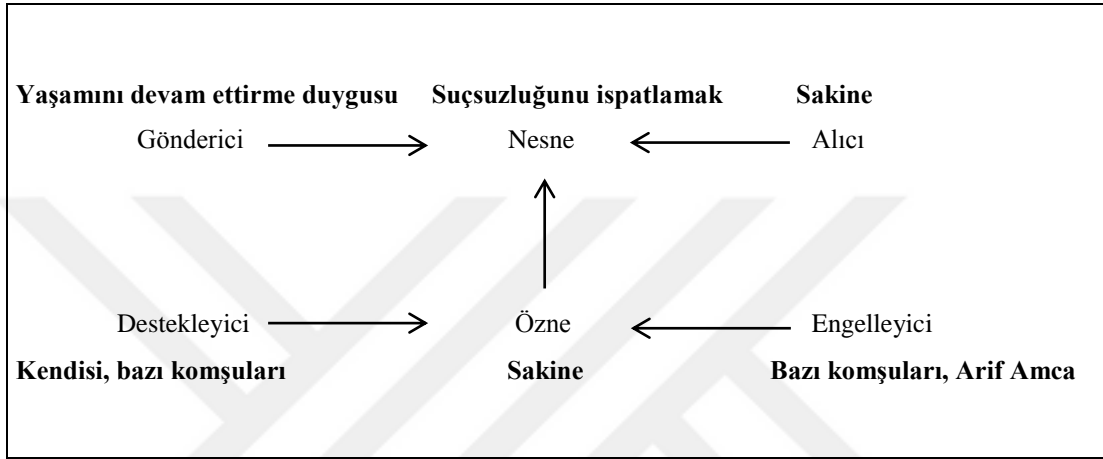 Yaşamını devam ettirme duygusu Suçsuzluğunu ispatlamak Sakine
Gönderici Nesne Alıcı
Destekleyici Özne Engelleyici
Kendisi, bazı komşuları Sakine Bazı komşuları, Arif Amca